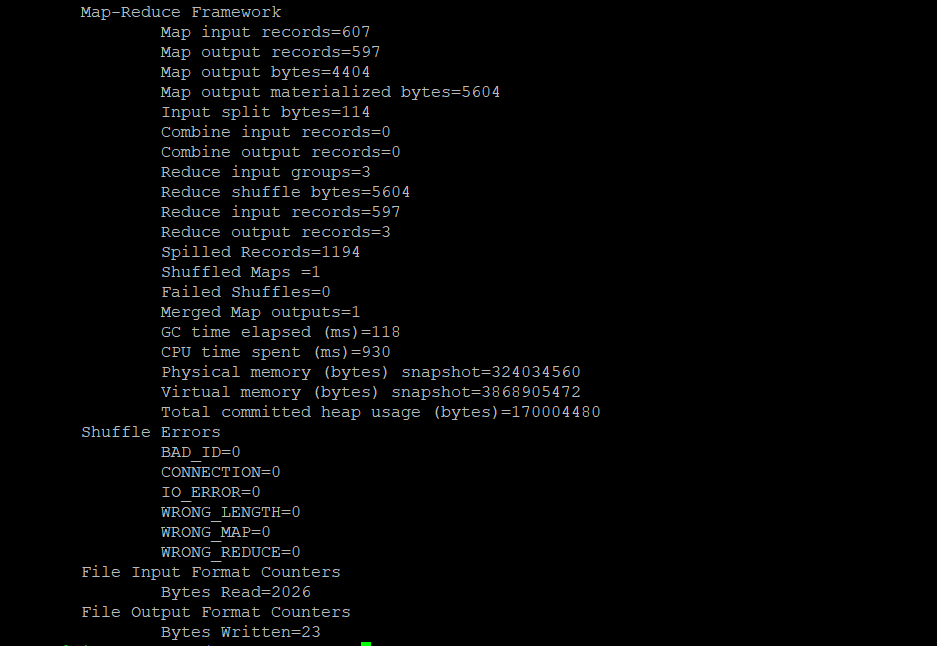 Map-Reduce Framework
Map input records=607
Map output records=597
Map output bytes=4404
Map output materialized bytes=5604
Input split bytes=114
Combine input records=0
Combine output records=0
Reduce input groups=3
Reduce shuffle bytes=5604
Reduce input records=597
Reduce output records=3
Spilled Records=1194
Shuffled Maps =1
Failed Shuffles=0
Merged Map outputs=1
GC time elapsed (ms)=118
CPU time spent (ms)=930
Physical memory (bytes) snapshot=324034560
Virtual memory (bytes) snapshot=3868905472
Total committed heap usage (bytes)=170004480
Shuffle Errors
BAD_ID=0
CONNECTION=0
IO_ERROR=0
WRONG_LENGTH=0
WRONG_MAP=0
WRONG_REDUCE=0
File Input Format Counters
Bytes Read=2026
File Output Format Counters
Bytes Written=23